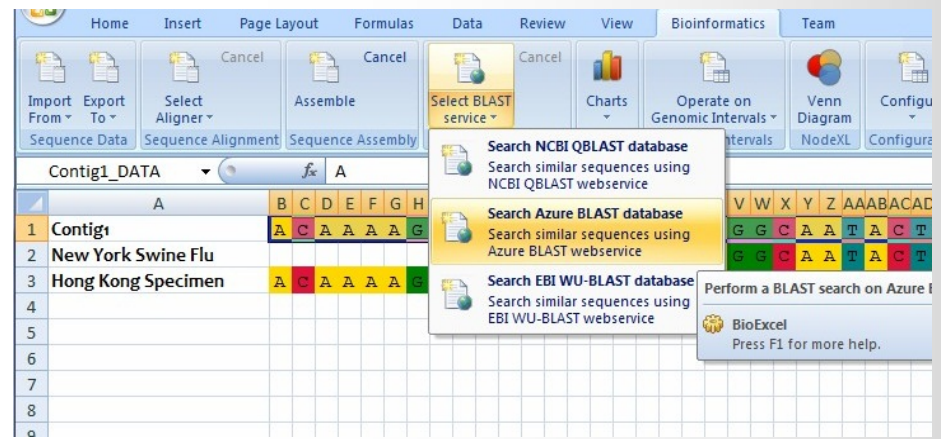 Home Insert Page Layout Formulas Data Review View Bioinformatics Team
Cancel Cancel Cancel
Import Export Select Assemble Select BLAST Charts Operate on Venn
From To Aligner service Genomic Intervals Diagram
Sequence Data Sequence Alignment Sequence Assembly NodeXL
Contig1_DATA fx A
A B C D E F G H V W X Y Z AA AB AC AD
1 Contig1 A C A A A A G G G C A A T A C T
2 New York Swine Flu G G C A A T A C T
3 Hong Kong Specimen A C A A A A G
4
5
6
7
8
9
Search NCBI QBLAST database
Search similar sequences using
NCBI QBLAST webservice
Search Azure BLAST database
Search similar sequences using
Azure BLAST webservice
Search EBI WU-BLAST database
Search similar sequences using
EBI WU-BLAST webservice
Perform a BLAST search on Azure
BioExcel
Press F1 for more help.